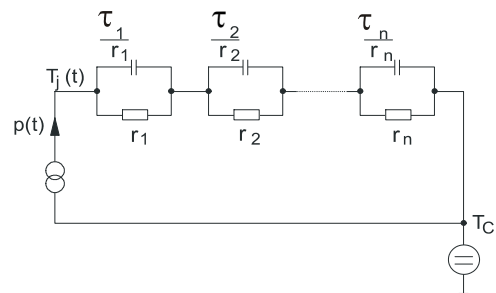 τ1/r1
τ2/r2
τn/rn
Tj (t)
p(t)
r1
r2
rn
TC